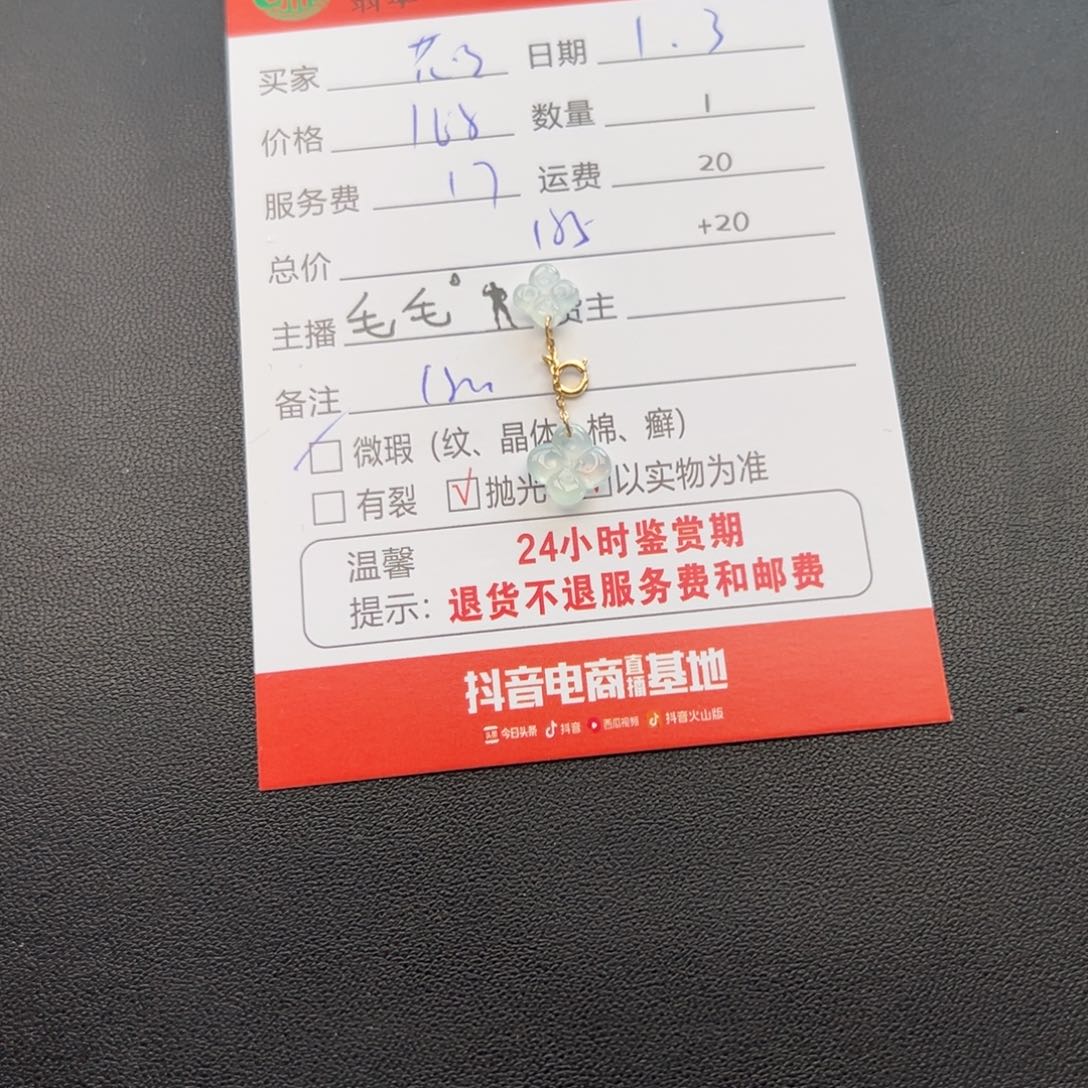 买家 日期 1.3
价格 168 数量 1
服务费 17 运费 20
总价 185 +20
主播 毛毛 货主
备注
微瑕（纹、晶体、棉、癣）
有裂 √抛光 √以实物为准
温馨 24小时鉴赏期
提示：退货不退服务费和邮费
抖音电商直播基地
头条 今日头条 抖音 西瓜视频 抖音火山版